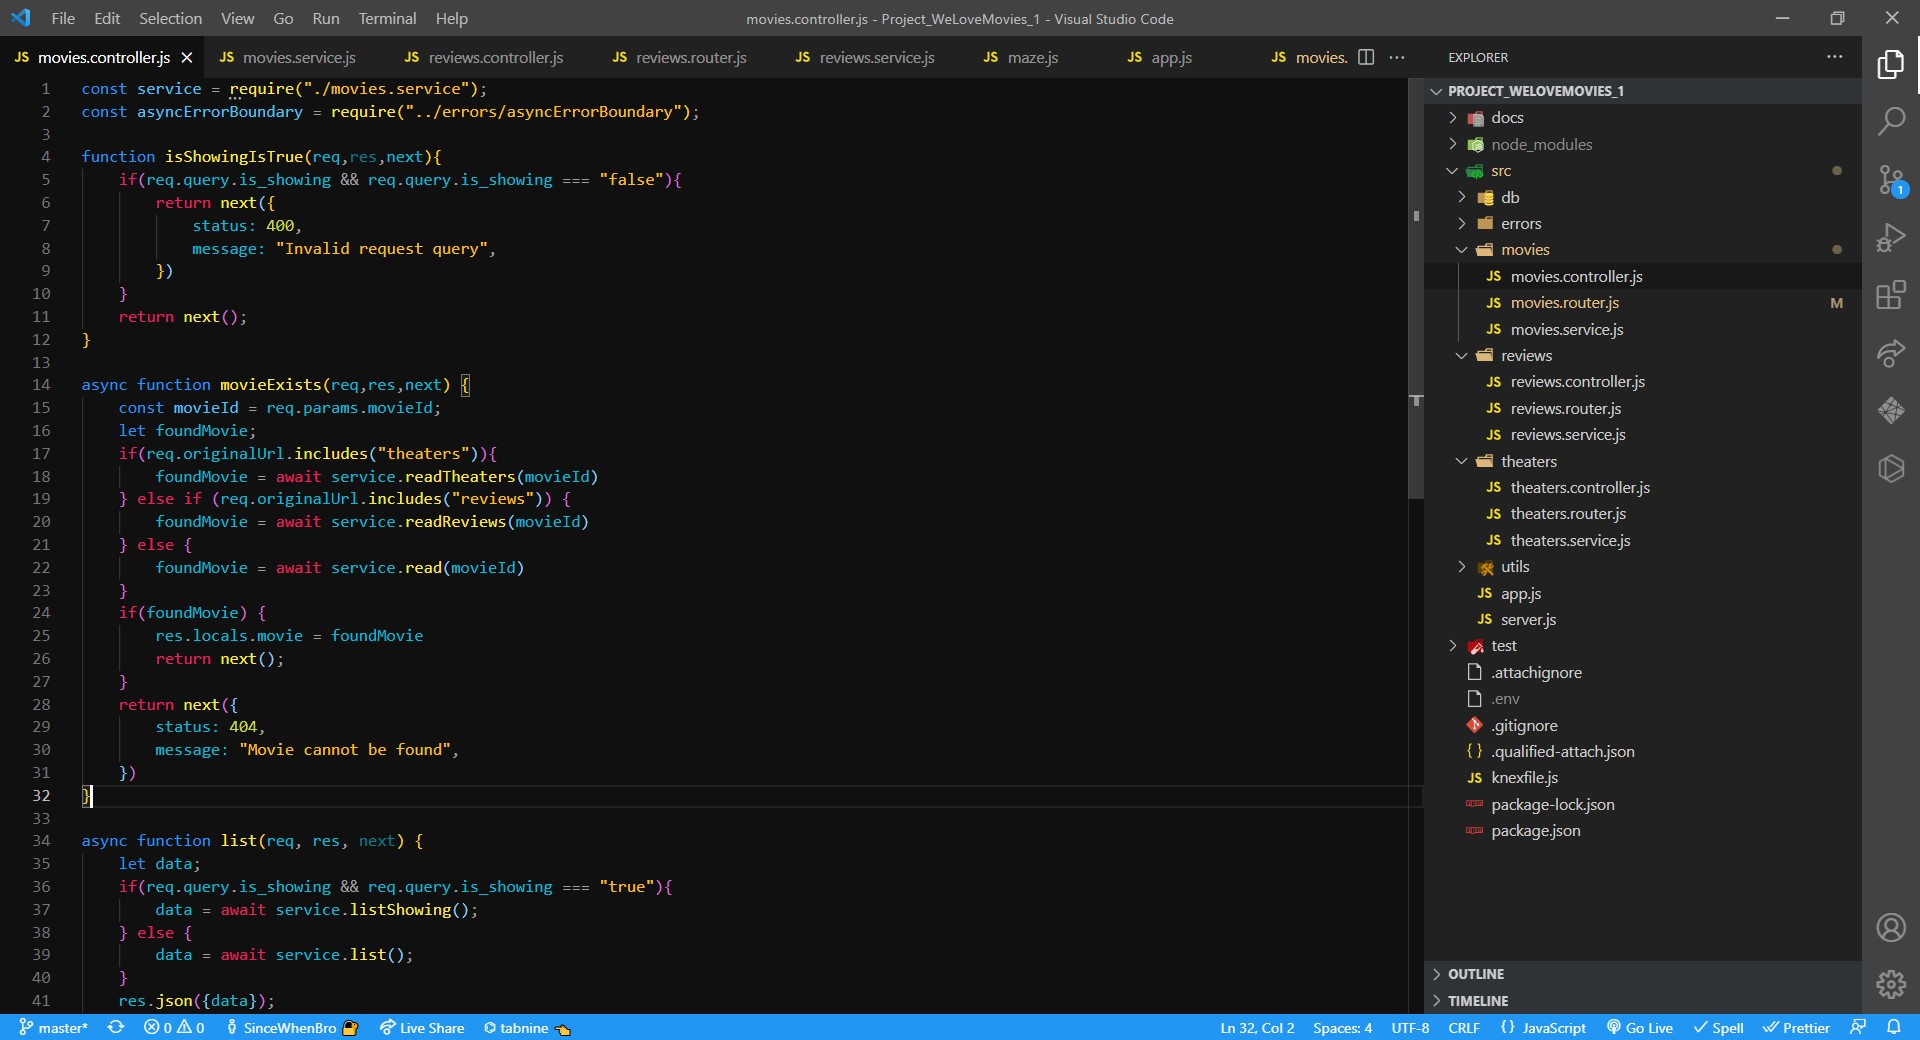 File Edit Selection View Go Run Terminal Help
movies.controller.js - Project_WeLoveMovies_1 - Visual Studio Code
JS movies.controller.js JS movies.service.js JS reviews.controller.js JS reviews.router.js JS reviews.service.js JS maze.js JS app.js JS movies.
1 const service = require("./movies.service");
2 const asyncErrorBoundary = require("../errors/asyncErrorBoundary");
3
4 function isShowingIsTrue(req,res,next){
5     if(req.query.is_showing && req.query.is_showing === "false"){
6         return next({
7             status: 400,
8             message: "Invalid request query",
9         })
10     }
11     return next();
12 }
13
14 async function movieExists(req,res,next) {
15     const movieId = req.params.movieId;
16     let foundMovie;
17     if(req.originalUrl.includes("theaters")){
18         foundMovie = await service.readTheaters(movieId)
19     } else if (req.originalUrl.includes("reviews")) {
20         foundMovie = await service.readReviews(movieId)
21     } else {
22         foundMovie = await service.read(movieId)
23     }
24     if(foundMovie) {
25         res.locals.movie = foundMovie
26         return next();
27     }
28     return next({
29         status: 404,
30         message: "Movie cannot be found",
31     })
32 }
33
34 async function list(req, res, next) {
35     let data;
36     if(req.query.is_showing && req.query.is_showing === "true"){
37         data = await service.listShowing();
38     } else {
39         data = await service.list();
40     }
41     res.json({data});
EXPLORER
PROJECT_WELOVEMOVIES_1
docs
node_modules
src
db
errors
movies
JS movies.controller.js
JS movies.router.js M
JS movies.service.js
reviews
JS reviews.controller.js
JS reviews.router.js
JS reviews.service.js
theaters
JS theaters.controller.js
JS theaters.router.js
JS theaters.service.js
utils
JS app.js
JS server.js
test
.attachignore
.env
.gitignore
{} .qualified-attach.json
JS knexfile.js
npm package-lock.json
npm package.json
OUTLINE
TIMELINE
1
master* 0 0 SinceWhenBro Live Share tabnine Ln 32, Col 2 Spaces: 4 UTF-8 CRLF {} JavaScript Go Live Spell Prettier